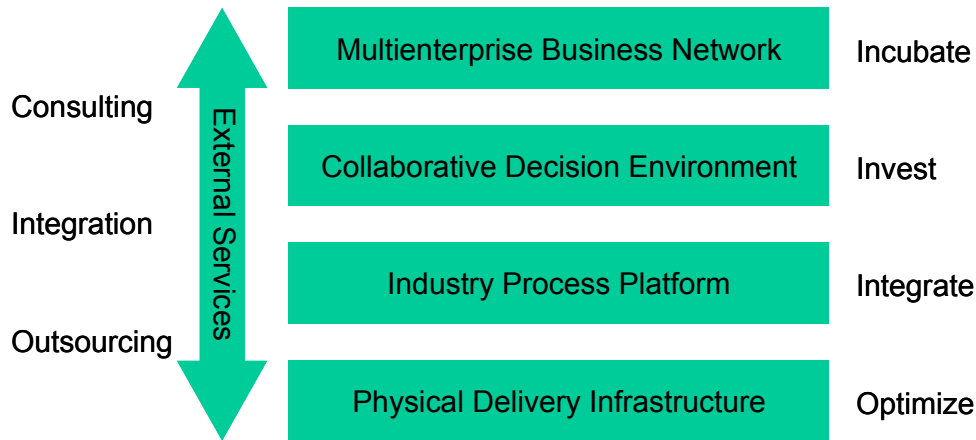 Consulting
Integration
Outsourcing
External Services
Multienterprise Business Network
Incubate
Collaborative Decision Environment
Invest
Industry Process Platform
Integrate
Physical Delivery Infrastructure
Optimize